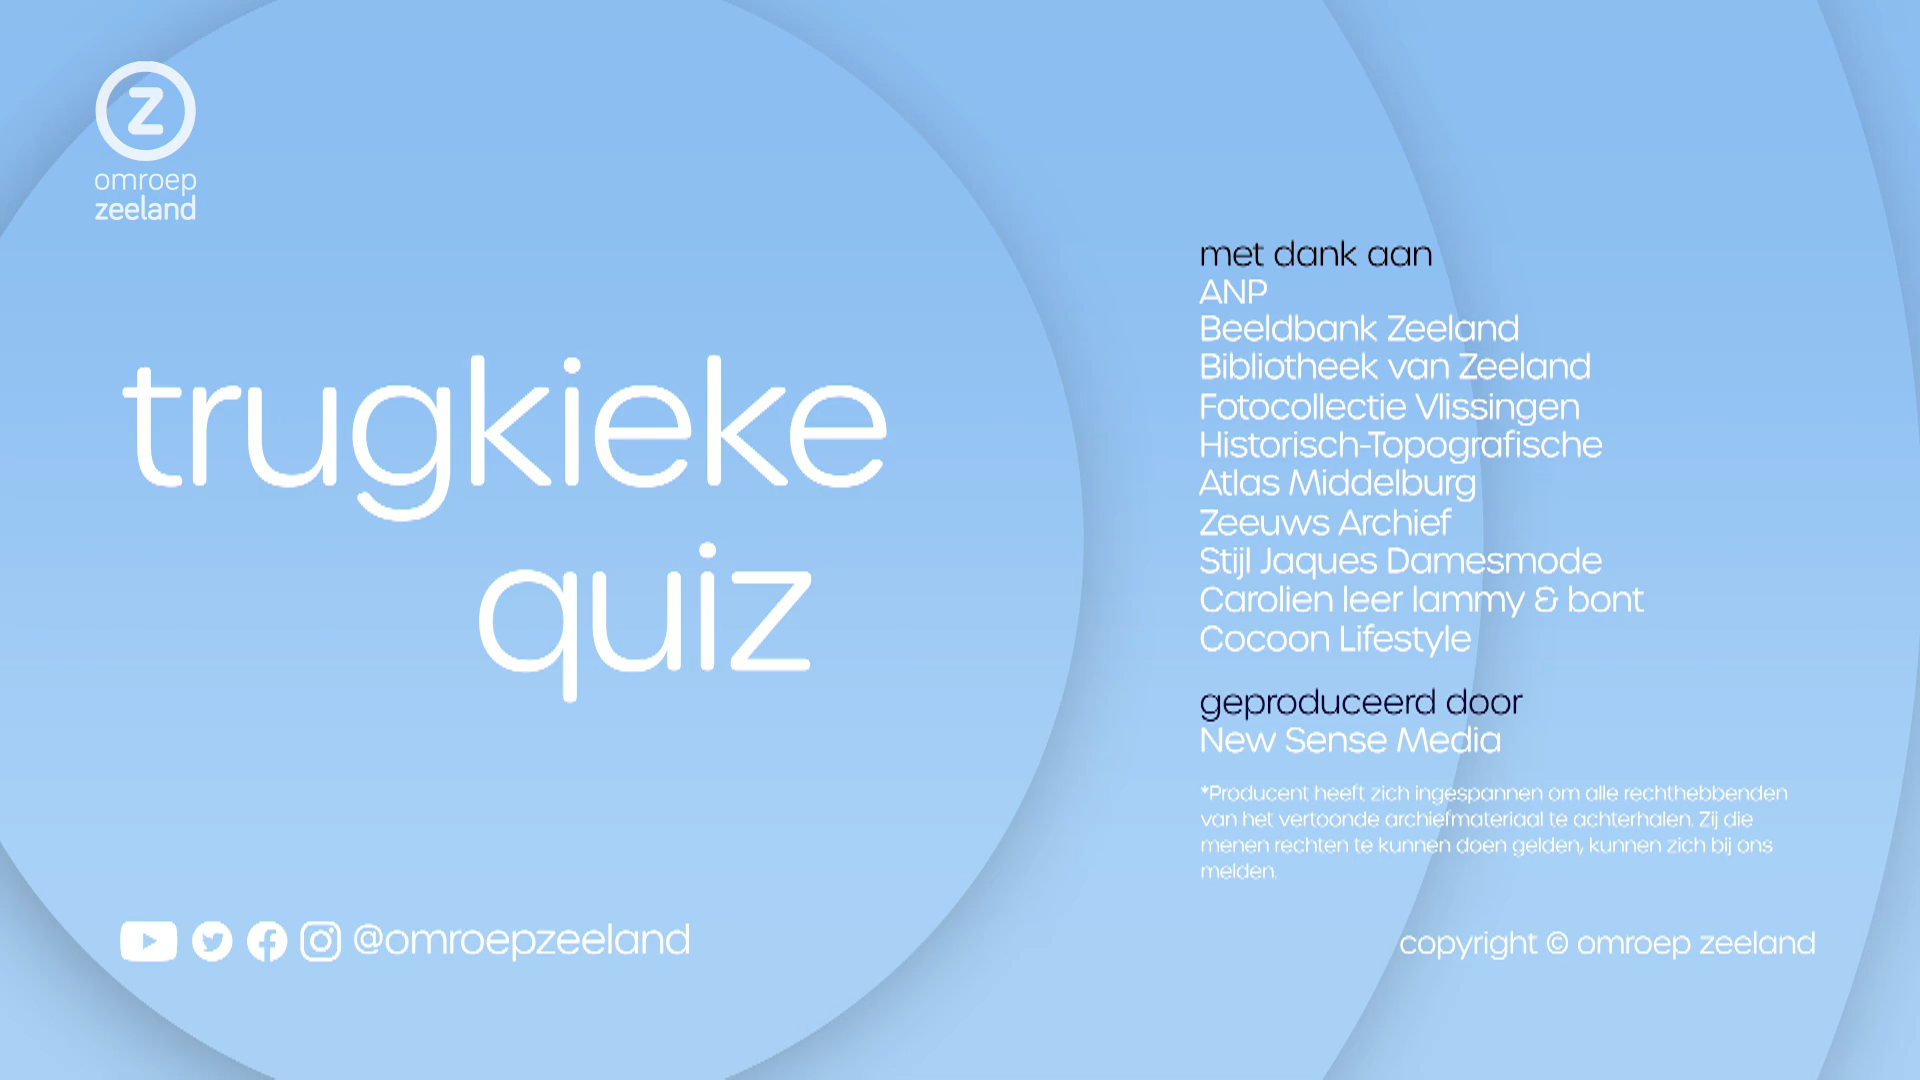 z
omroep
zeeland
trugkieke
quiz
met dank aan
ANP
Beeldbank Zeeland
Bibliotheek van Zeeland
Fotocollectie Vlissingen
Historisch-Topografische
Atlas Middelburg
Zeeuws Archief
Stijl Jaques Damesmode
Carolien leer lammy & bont
Cocoon Lifestyle
geproduceerd door
New Sense Media
*Producent heeft zich ingespannen om alle rechthebbenden
van het vertoonde archiefmateriaal te achterhalen. Zij die
menen rechten te kunnen doen gelden, kunnen zich bij ons
melden.
@omroepzeeland
copyright © omroep zeeland